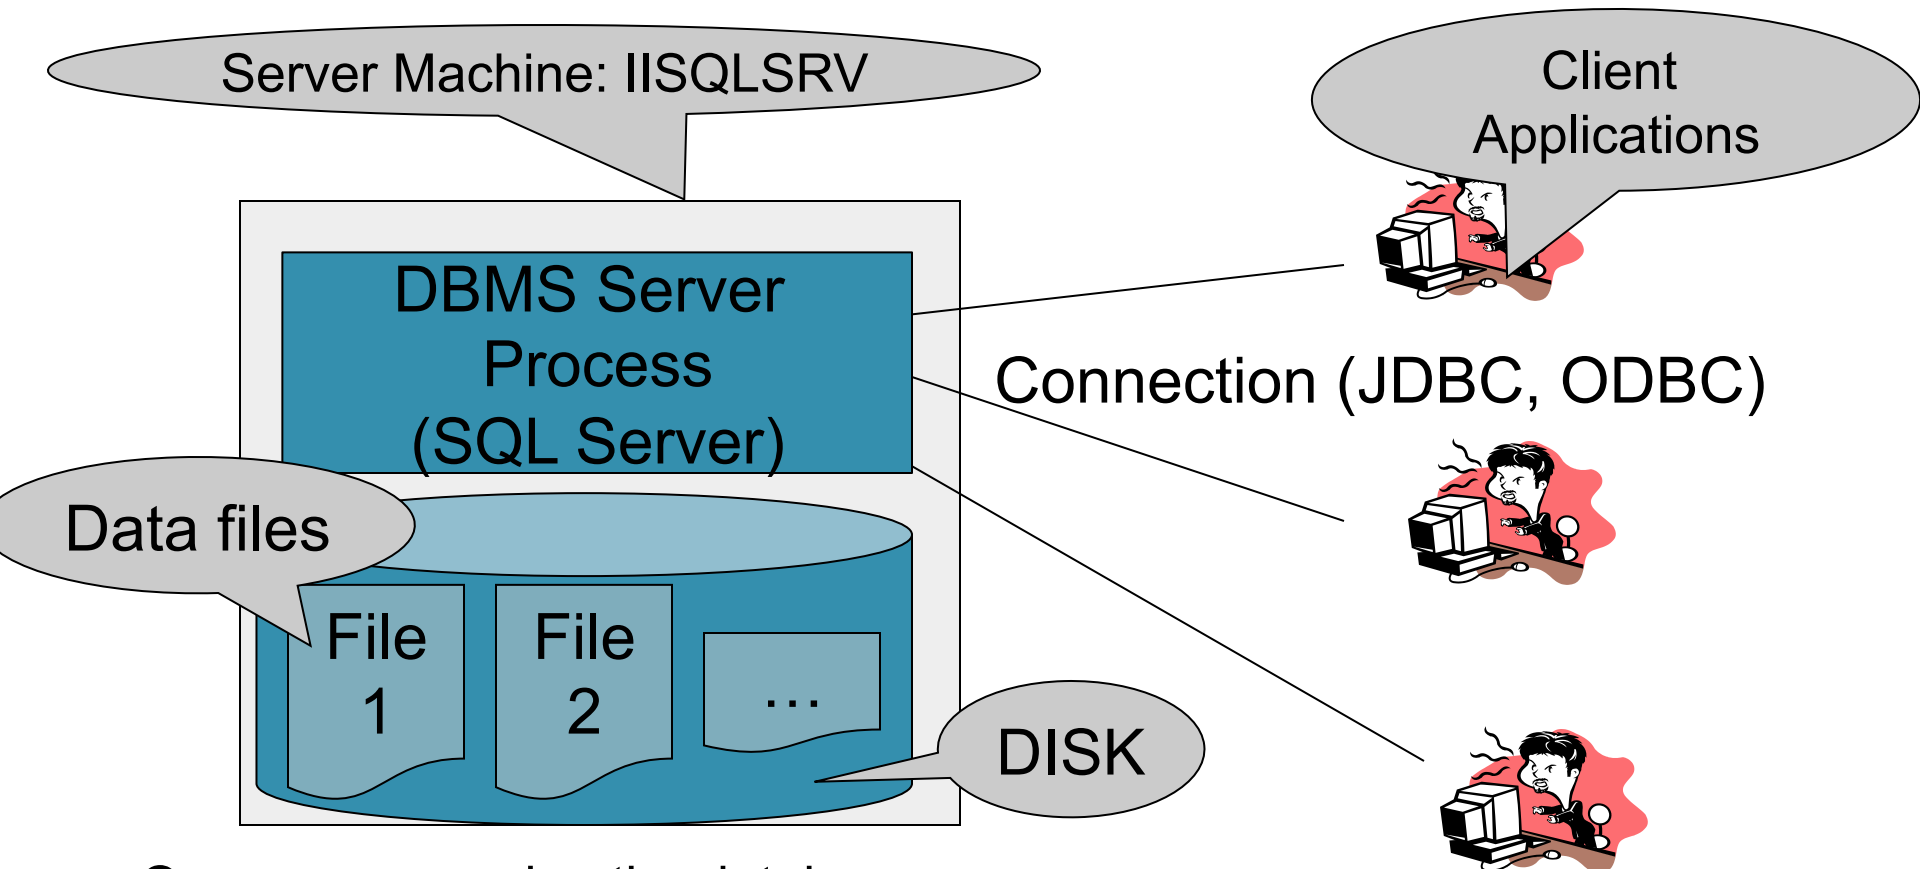 Server Machine: IISQLSRV
Client
Applications
DBMS Server
Process
(SQL Server)
Connection (JDBC, ODBC)
Data files
File
1
File
2
...
DISK